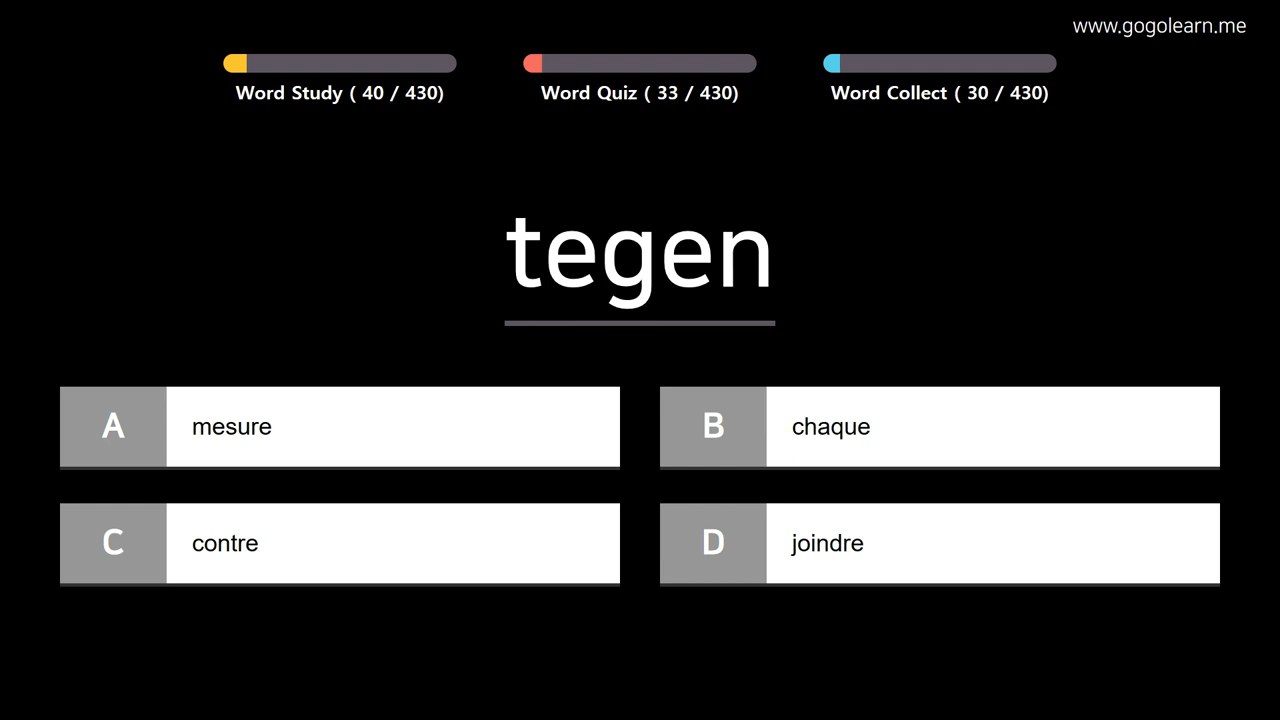 www.gogolearn.me
Word Study ( 40 / 430)
Word Quiz ( 33 / 430)
Word Collect ( 30 / 430)
tegen
A mesure
B chaque
C contre
D joindre